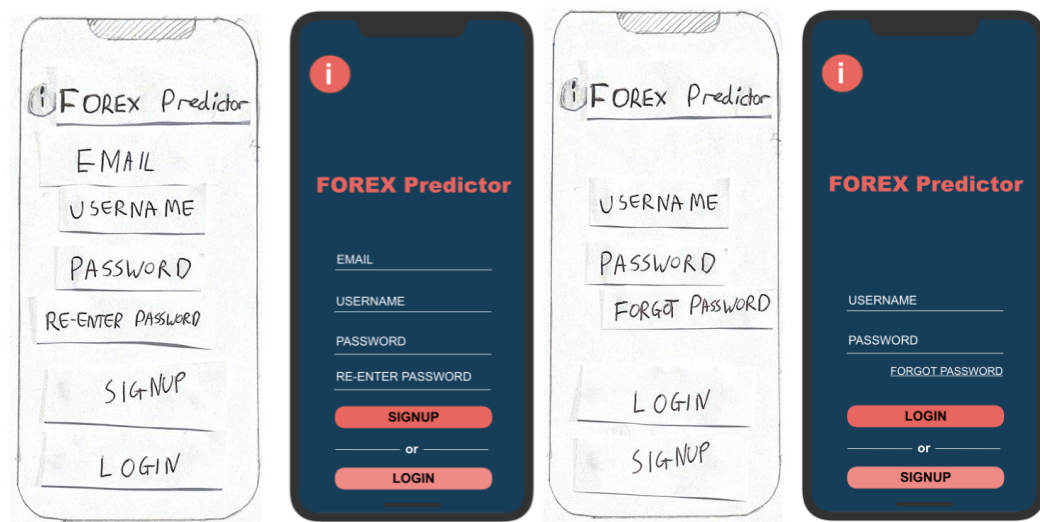 i FOREX Predictor
EMAIL
USERNAME
PASSWORD
RE-ENTER PASSWORD
SIGNUP
LOGIN
i
FOREX Predictor
EMAIL
USERNAME
PASSWORD
RE-ENTER PASSWORD
SIGNUP
or
LOGIN
i FOREX Predictor
USERNAME
PASSWORD
FORGOT PASSWORD
LOGIN
SIGNUP
i
FOREX Predictor
USERNAME
PASSWORD
FORGOT PASSWORD
LOGIN
or
SIGNUP